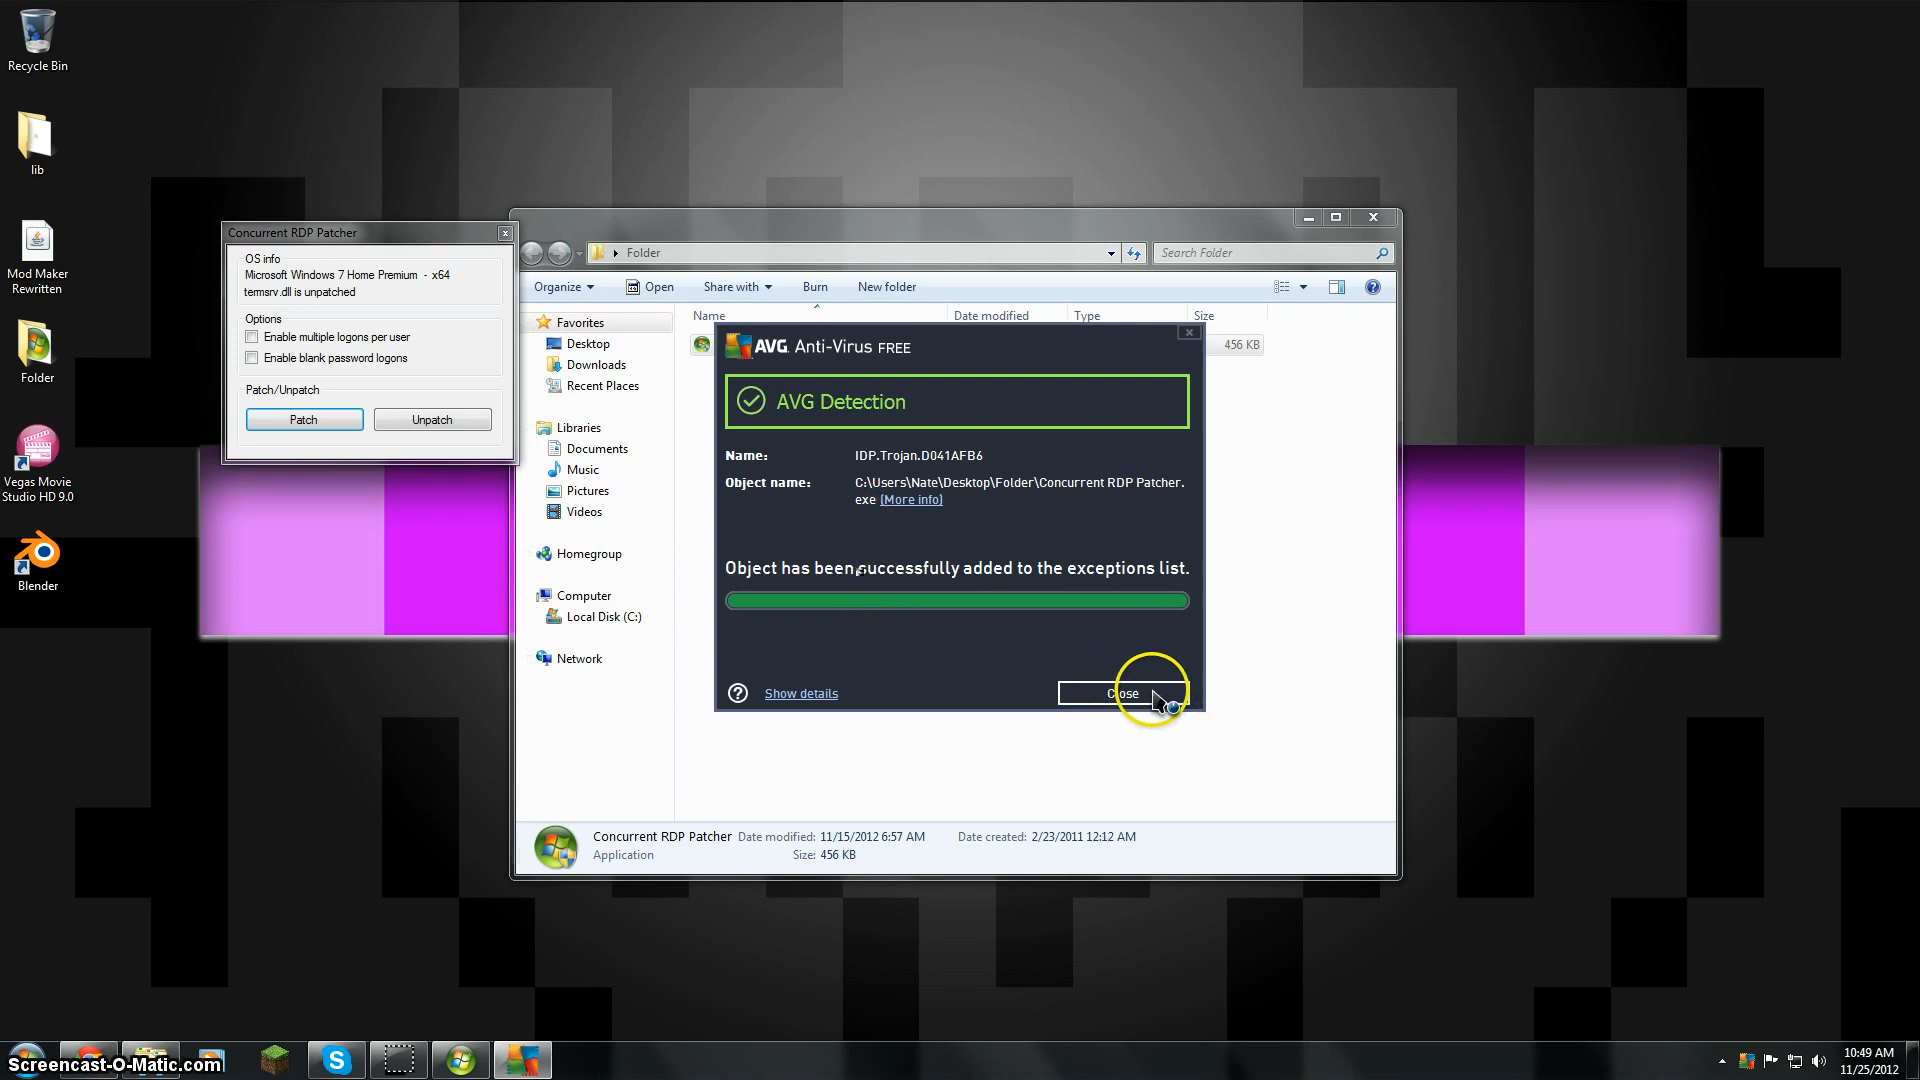 Recycle Bin
lib
Mod Maker
Rewritten
Folder
Vegas Movie
Studio HD 9.0
Blender
Concurrent RDP Patcher
OS info
Microsoft Windows 7 Home Premium - x64
termsrv.dll is unpatched
Options
Enable multiple logons per user
Enable blank password logons
Patch/Unpatch
Patch
Unpatch
Folder
Search Folder
Organize
Open
Share with
Burn
New folder
Name
Date modified
Type
Size
456 KB
Favorites
Desktop
Downloads
Recent Places
Libraries
Documents
Music
Pictures
Videos
Homegroup
Computer
Local Disk (C:)
Network
AVG. Anti-Virus FREE
AVG Detection
Name: IDP.Trojan.D041AFB6
Object name: C:\Users\Nate\Desktop\Folder\Concurrent RDP Patcher.
exe (More info)
Object has been successfully added to the exceptions list.
Show details
Close
Concurrent RDP Patcher Date modified: 11/15/2012 6:57 AM Date created: 2/23/2011 12:12 AM
Application Size: 456 KB
Screencast-O-Matic.com
10:49 AM
11/25/2012